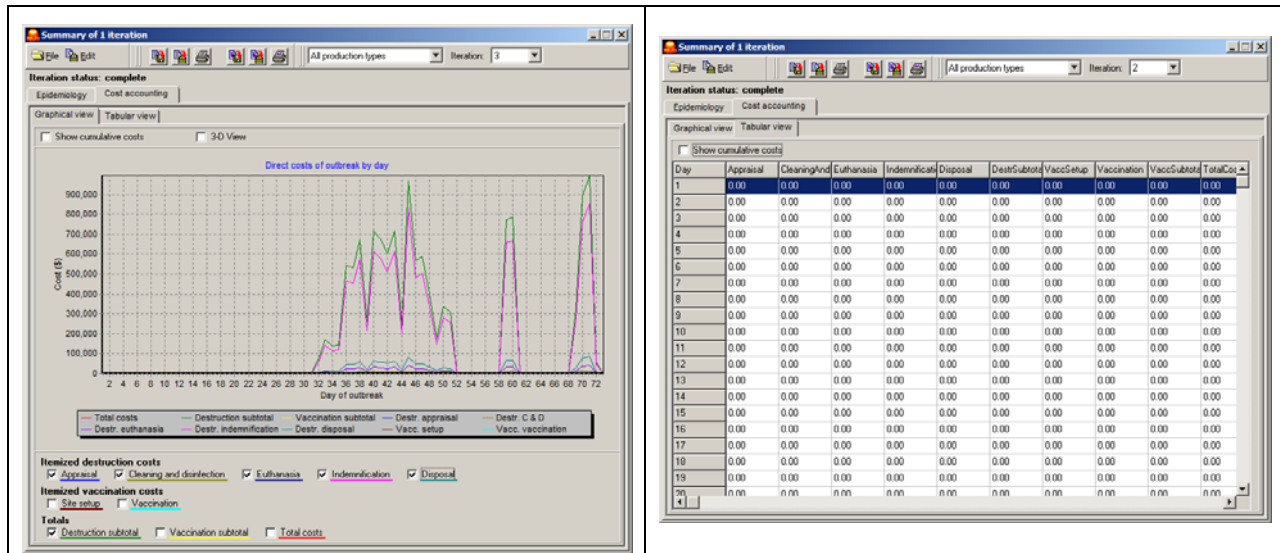 Summary of 1 iteration
File Edit All production types Iteration: 3
Iteration status: complete
Epidemiology Cost accounting
Graphical view Tabular view
Show cumulative costs 3-D View
Direct costs of outbreak by day
900,000
800,000
700,000
600,000
500,000
400,000
300,000
200,000
100,000
0
Cost ($)
2 4 6 8 10 12 14 16 18 20 22 24 26 28 30 32 34 36 38 40 42 44 46 48 50 52 54 56 58 60 62 64 66 68 70 72
Day of outbreak
Total costs Destruction subtotal Vaccination subtotal Destr. appraisal Destr. C & D
Destr. euthanasia Destr. indemnification Destr. disposal Vacc. setup Vacc. vaccination
Itemized destruction costs
Appraisal Cleaning and disinfection Euthanasia Indemnification Disposal
Itemized vaccination costs
Site setup Vaccination
Totals
Destruction subtotal Vaccination subtotal Total costs
Summary of 1 iteration
File Edit All production types Iteration: 2
Iteration status: complete
Epidemiology Cost accounting
Graphical view Tabular view
Show cumulative costs
Day Appraisal CleaningAnd Euthanasia Indemnificati Disposal DestrSubtota VaccSetup Vaccination VaccSubtota TotalCos
1 0.00 0.00 0.00 0.00 0.00 0.00 0.00 0.00 0.00 0.00
2 0.00 0.00 0.00 0.00 0.00 0.00 0.00 0.00 0.00 0.00
3 0.00 0.00 0.00 0.00 0.00 0.00 0.00 0.00 0.00 0.00
4 0.00 0.00 0.00 0.00 0.00 0.00 0.00 0.00 0.00 0.00
5 0.00 0.00 0.00 0.00 0.00 0.00 0.00 0.00 0.00 0.00
6 0.00 0.00 0.00 0.00 0.00 0.00 0.00 0.00 0.00 0.00
7 0.00 0.00 0.00 0.00 0.00 0.00 0.00 0.00 0.00 0.00
8 0.00 0.00 0.00 0.00 0.00 0.00 0.00 0.00 0.00 0.00
9 0.00 0.00 0.00 0.00 0.00 0.00 0.00 0.00 0.00 0.00
10 0.00 0.00 0.00 0.00 0.00 0.00 0.00 0.00 0.00 0.00
11 0.00 0.00 0.00 0.00 0.00 0.00 0.00 0.00 0.00 0.00
12 0.00 0.00 0.00 0.00 0.00 0.00 0.00 0.00 0.00 0.00
13 0.00 0.00 0.00 0.00 0.00 0.00 0.00 0.00 0.00 0.00
14 0.00 0.00 0.00 0.00 0.00 0.00 0.00 0.00 0.00 0.00
15 0.00 0.00 0.00 0.00 0.00 0.00 0.00 0.00 0.00 0.00
16 0.00 0.00 0.00 0.00 0.00 0.00 0.00 0.00 0.00 0.00
17 0.00 0.00 0.00 0.00 0.00 0.00 0.00 0.00 0.00 0.00
18 0.00 0.00 0.00 0.00 0.00 0.00 0.00 0.00 0.00 0.00
19 0.00 0.00 0.00 0.00 0.00 0.00 0.00 0.00 0.00 0.00
20 0.00 0.00 0.00 0.00 0.00 0.00 0.00 0.00 0.00 0.00